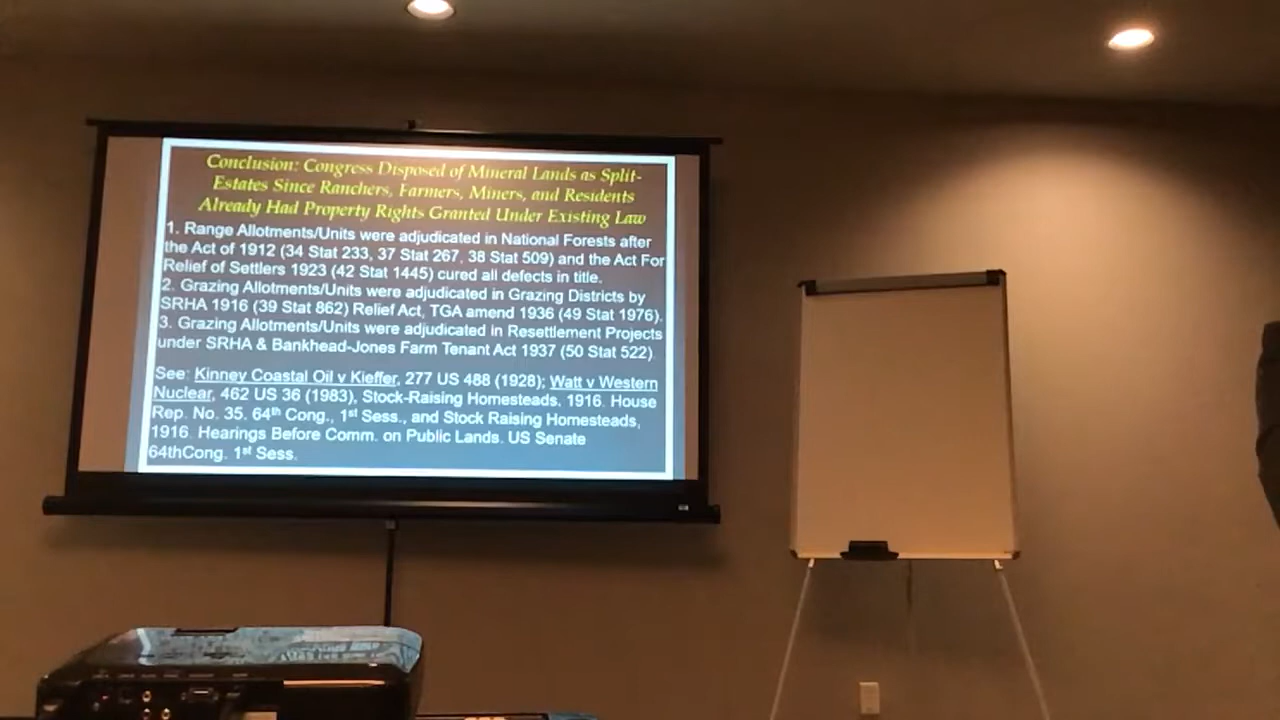 Conclusion: Congress Disposed of Mineral Lands as Split-
Estates Since Ranchers, Farmers, Miners, and Residents
Already Had Property Rights Granted Under Existing Law
1. Range Allotments/Units were adjudicated in National Forests after
the Act of 1912 (34 Stat 233, 37 Stat 267, 38 Stat 509) and the Act For
Relief of Settlers 1923 (42 Stat 1445) cured all defects in title.
2. Grazing Allotments/Units were adjudicated in Grazing Districts by
SRHA 1916 (39 Stat 862) Relief Act, TGA amend 1936 (49 Stat 1976).
3. Grazing Allotments/Units were adjudicated in Resettlement Projects
under SRHA & Bankhead-Jones Farm Tenant Act 1937 (50 Stat 522).
See: Kinney Coastal Oil v Kieffer, 277 US 488 (1928); Watt v Western
Nuclear, 462 US 36 (1983), Stock-Raising Homesteads. 1916. House
Rep. No. 35. 64th Cong., 1st Sess., and Stock Raising Homesteads,
1916. Hearings Before Comm. on Public Lands. US Senate
64thCong. 1st Sess.